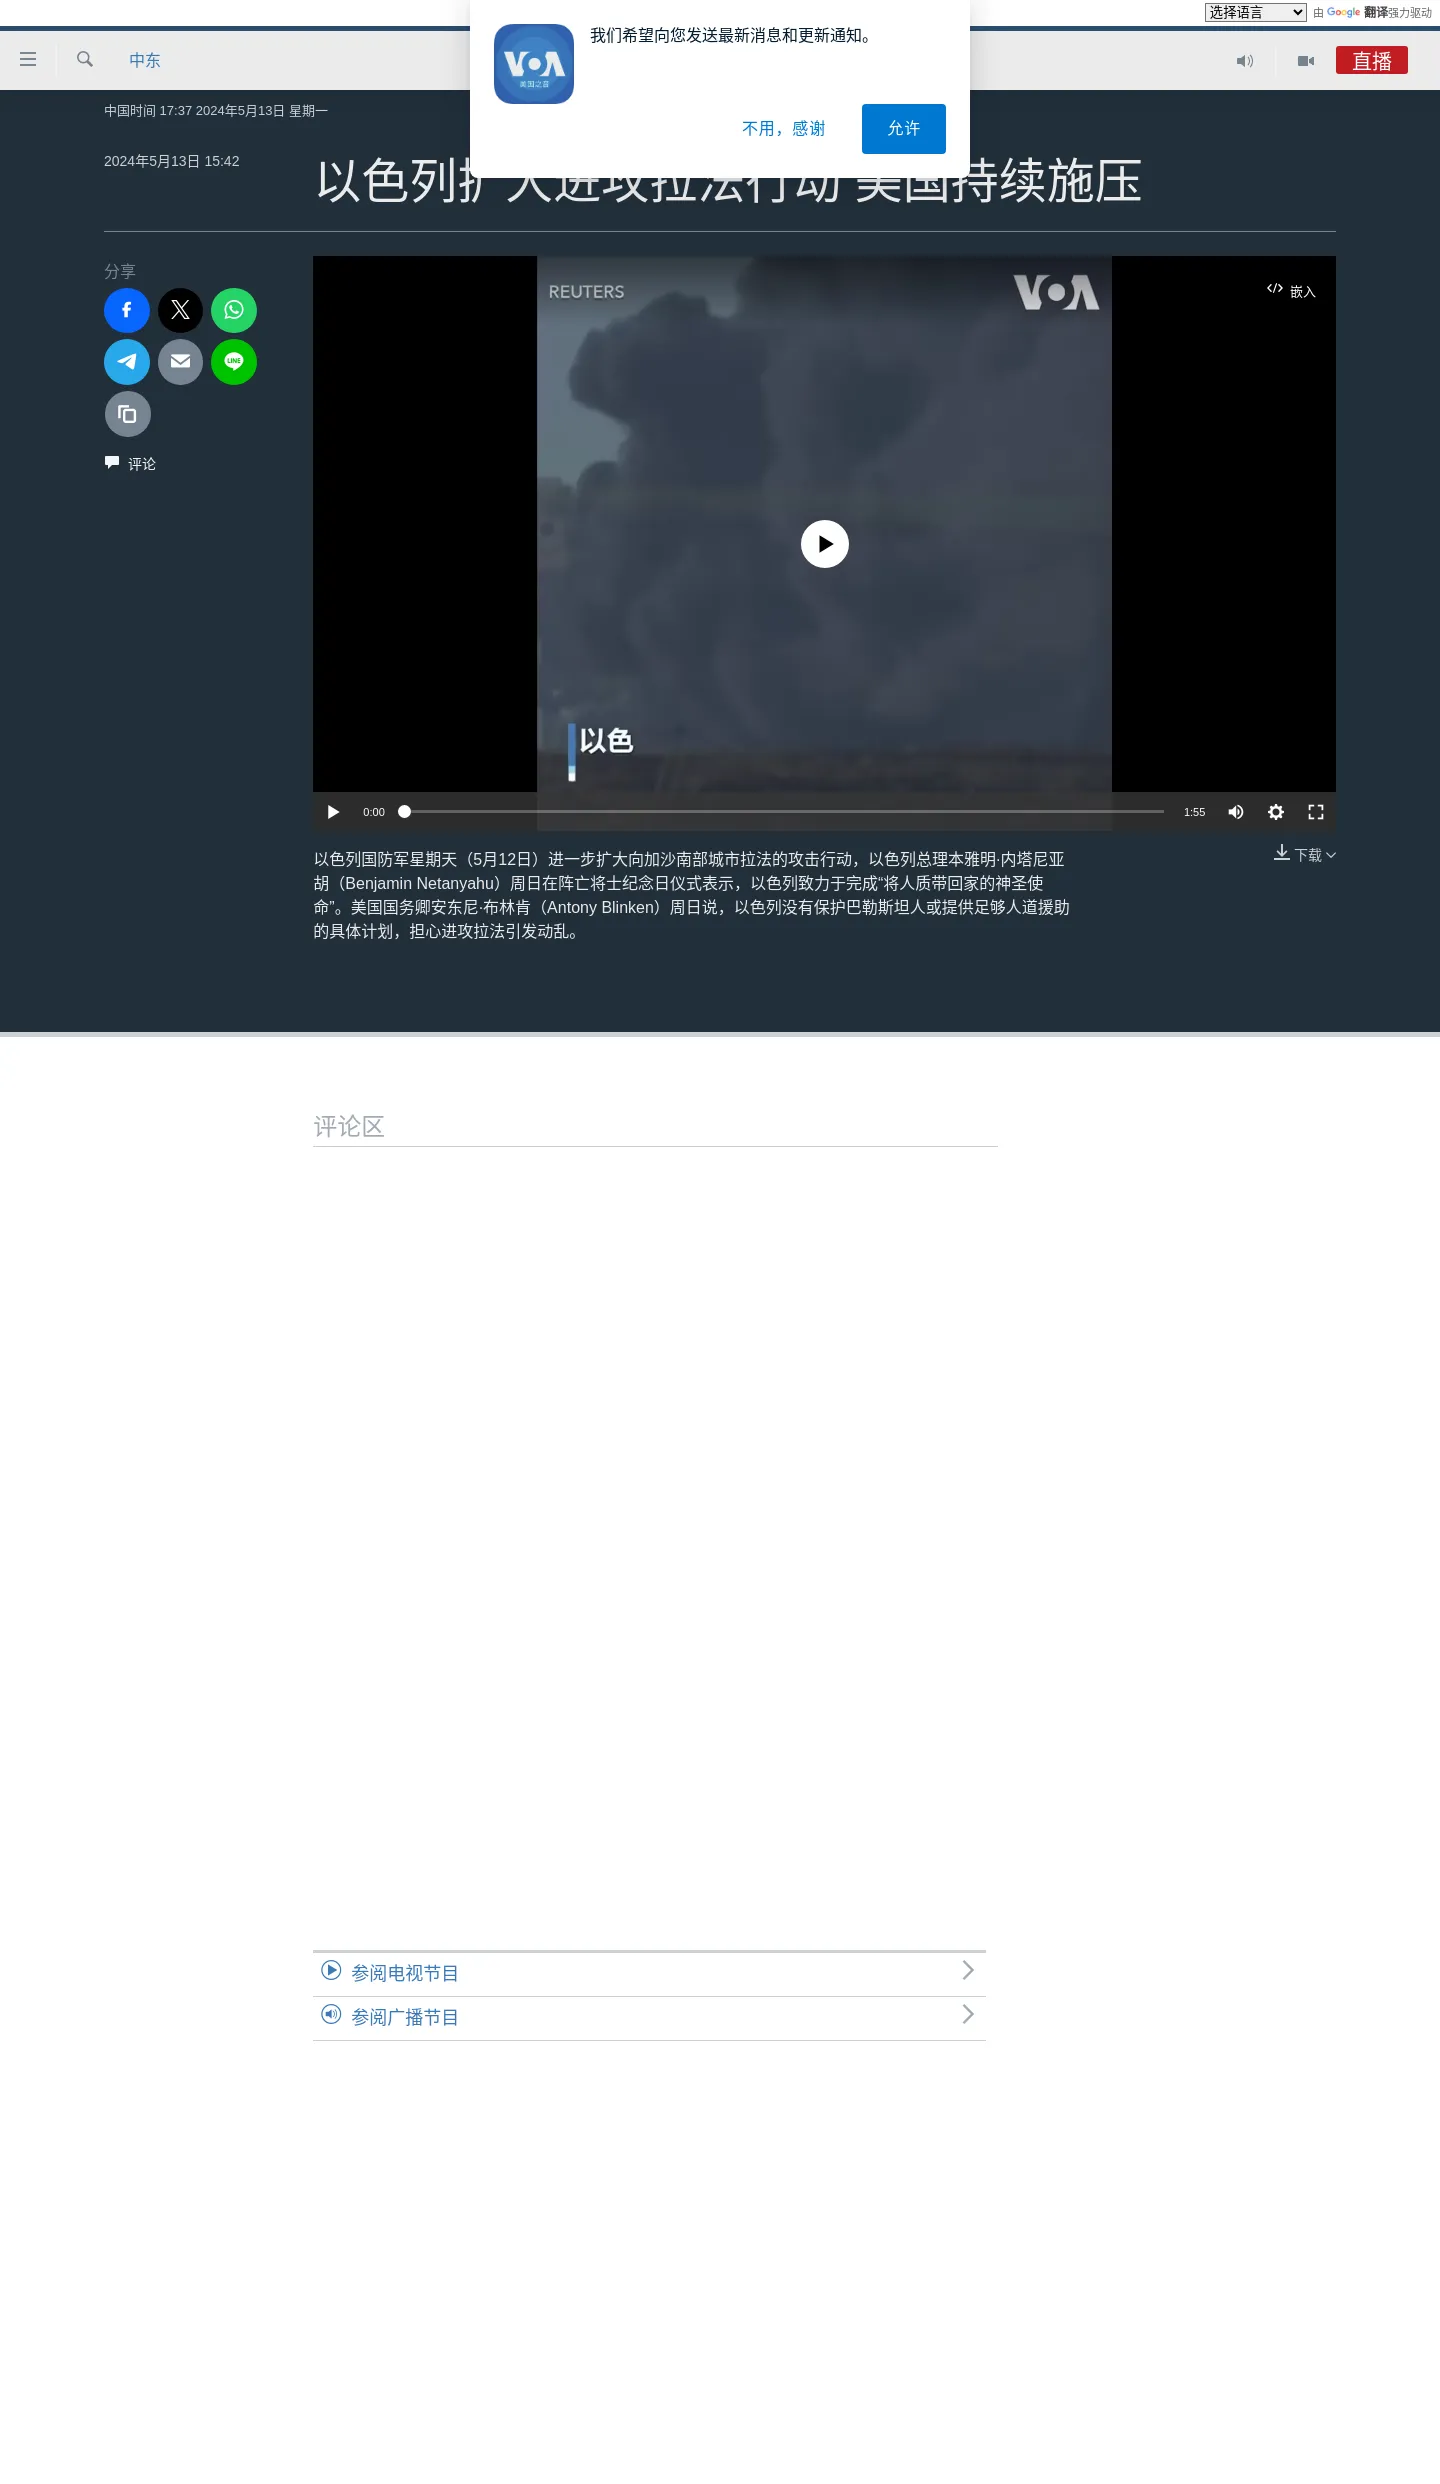 选择语言 由 Google 翻译强力驱动
我们希望向您发送最新消息和更新通知。
VOA
美国之音
不用，感谢
允许
中东
直播
中国时间 17:37 2024年5月13日 星期一
2024年5月13日 15:42
以色列扩大进攻拉法行动 美国持续施压
分享
LINE
评论
REUTERS
VOA
嵌入
以色
0:00
1:55
以色列国防军星期天（5月12日）进一步扩大向加沙南部城市拉法的攻击行动，以色列总理本雅明·内塔尼亚
胡（Benjamin Netanyahu）周日在阵亡将士纪念日仪式表示，以色列致力于完成“将人质带回家的神圣使
命”。美国国务卿安东尼·布林肯（Antony Blinken）周日说，以色列没有保护巴勒斯坦人或提供足够人道援助
的具体计划，担心进攻拉法引发动乱。
下载
评论区
参阅电视节目
参阅广播节目